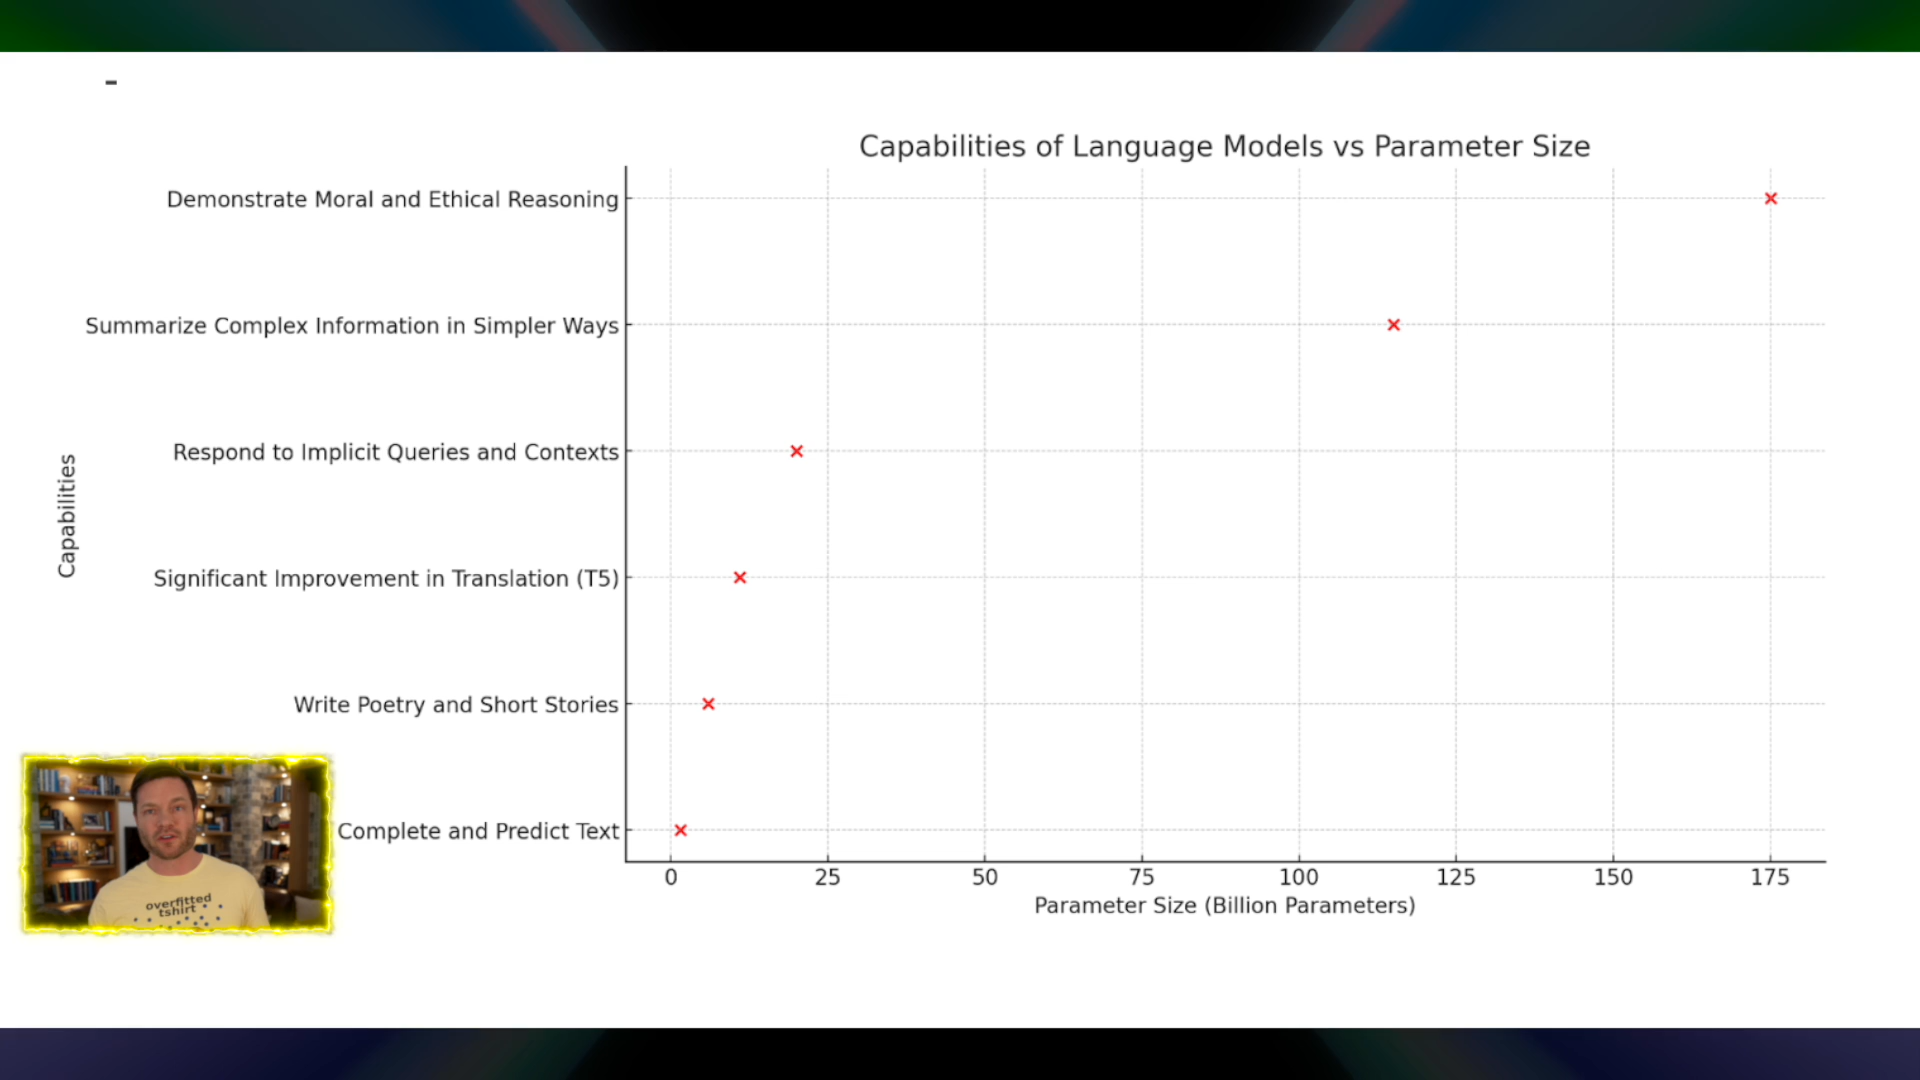 -
Capabilities of Language Models vs Parameter Size
Demonstrate Moral and Ethical Reasoning
Summarize Complex Information in Simpler Ways
Respond to Implicit Queries and Contexts
Significant Improvement in Translation (T5)
Write Poetry and Short Stories
Complete and Predict Text
Capabilities
0 25 50 75 100 125 150 175
Parameter Size (Billion Parameters)
overfitted
tshirt